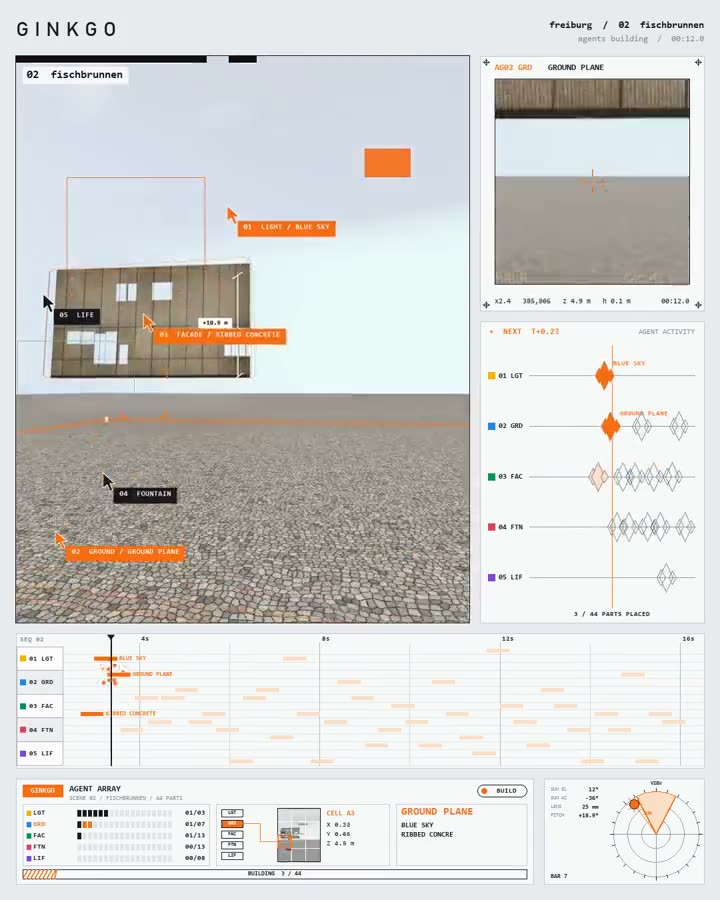 GINKGO
freiburg / 02 fischbrunnen
agents building / 00:12.0
02 fischbrunnen
01 LIGHT / BLUE SKY
05 LIFE
+10.9 m
03 FACADE / RIBBED CONCRETE
04 FOUNTAIN
02 GROUND / GROUND PLANE
AG02 GRD GROUND PLANE
x2.4 z 4.9 m h 0.1 m 00:12.0
+ NEXT T+0.23 AGENT ACTIVITY
BLUE SKY
01 LGT
GROUND PLANE
02 GRD
03 FAC
04 FTN
05 LIF
3 / 44 PARTS PLACED
SEQ 02 4s 8s 12s 16s
01 LGT BLUE SKY
GROUND PLANE
02 GRD
03 FAC
RIBBED CONCRETE
04 FTN
05 LIF
GINKGO AGENT ARRAY
SCENE 02 / FISCHBRUNNEN / 44 PARTS
BUILD
LGT 01/03
GRD 01/07
FAC 01/13
FTN 00/13
LIF 00/08
LGT
GRD
FAC
FTN
LIF
CELL A3
X 0.32
Y 0.68
Z 4.9 m
GROUND PLANE
BLUE SKY
RIBBED CONCRE
BUILDING 3 / 44
VIEW
SUN EL 12°
SUN AZ -36°
LENS 25 mm
PITCH +18.9°
BAR 7